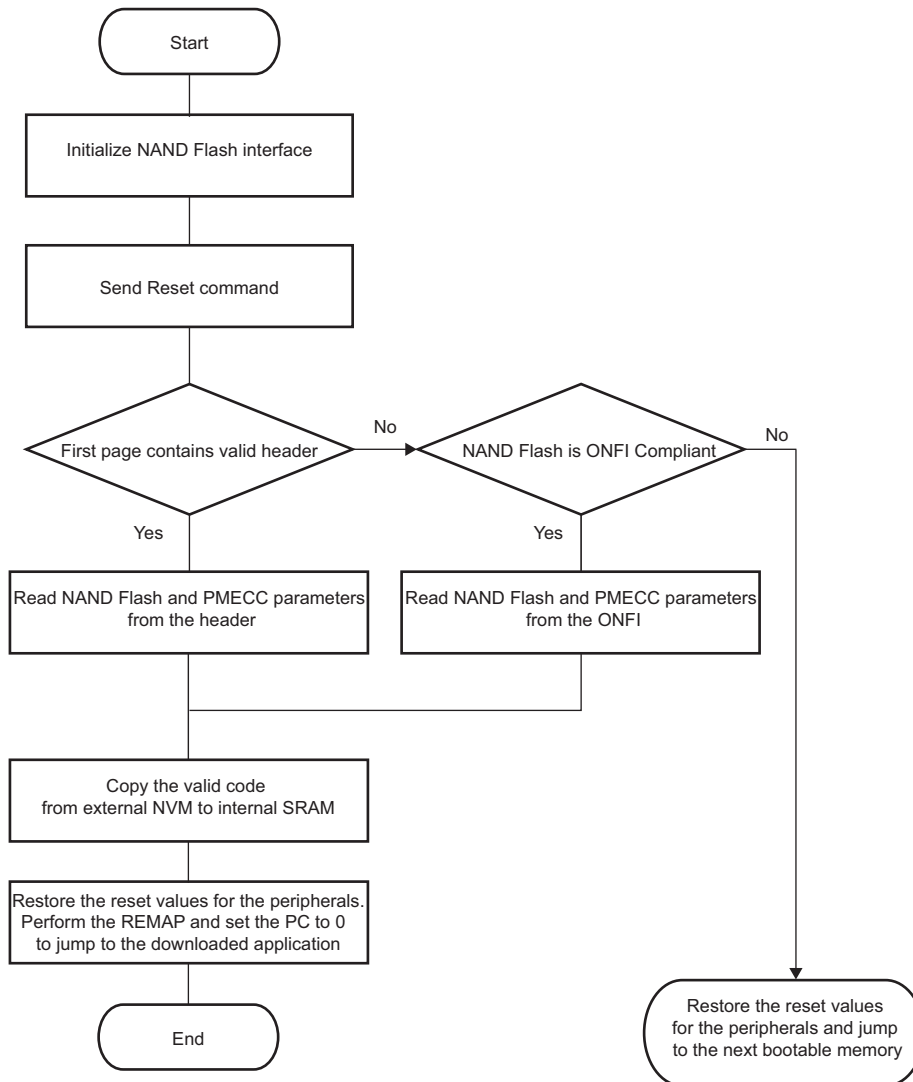 Start
Initialize NAND Flash interface
Send Reset command
First page contains valid header
No
NAND Flash is ONFI Compliant
No
Yes
Yes
Read NAND Flash and PMECC parameters
from the header
Read NAND Flash and PMECC parameters
from the ONFI
Copy the valid code
from external NVM to internal SRAM
Restore the reset values for the peripherals.
Perform the REMAP and set the PC to 0
to jump to the downloaded application
End
Restore the reset values
for the peripherals and jump
to the next bootable memory